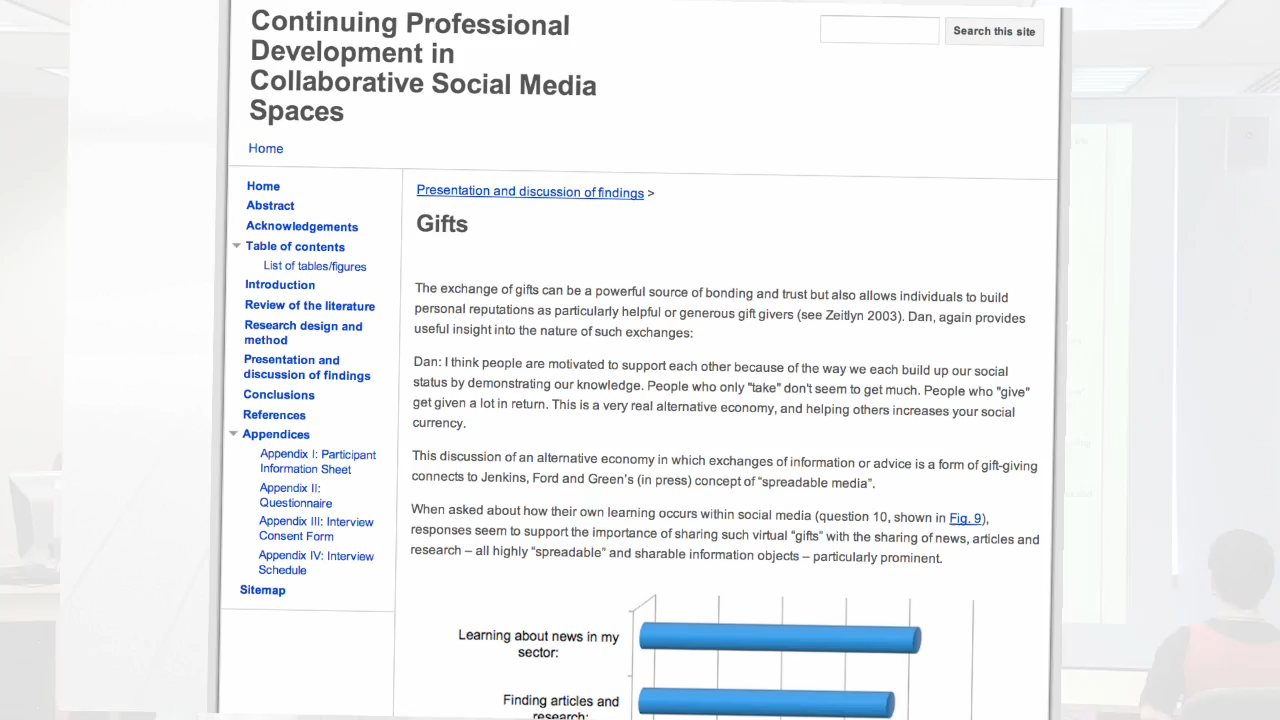 Continuing Professional
Development in
Collaborative Social Media
Spaces
Search this site
Home
Home
Abstract
Acknowledgements
Table of contents
List of tables/figures
Introduction
Review of the literature
Research design and
method
Presentation and
discussion of findings
Conclusions
References
Appendices
Appendix I: Participant
Information Sheet
Appendix II:
Questionnaire
Appendix III: Interview
Consent Form
Appendix IV: Interview
Schedule
Sitemap
Presentation and discussion of findings >
Gifts
The exchange of gifts can be a powerful source of bonding and trust but also allows individuals to build
personal reputations as particularly helpful or generous gift givers (see Zeitlyn 2003). Dan, again provides
useful insight into the nature of such exchanges:
Dan: I think people are motivated to support each other because of the way we each build up our social
status by demonstrating our knowledge. People who only "take" don't seem to get much. People who "give"
get given a lot in return. This is a very real alternative economy, and helping others increases your social
currency.
This discussion of an alternative economy in which exchanges of information or advice is a form of gift-giving
connects to Jenkins, Ford and Green's (in press) concept of "spreadable media".
When asked about how their own learning occurs within social media (question 10, shown in Fig. 9),
responses seem to support the importance of sharing such virtual "gifts" with the sharing of news, articles and
research – all highly "spreadable" and sharable information objects – particularly prominent.
Learning about news in my
sector:
Finding articles and
research: